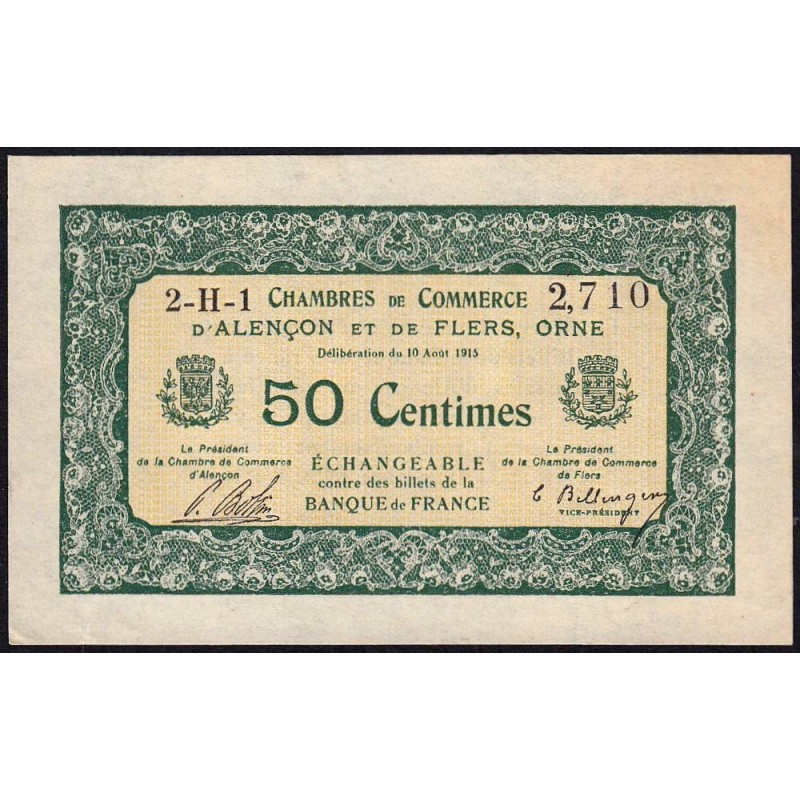 2-H-1 CHAMBRES DE COMMERCE 2,710
D'ALENÇON ET DE FLERS, ORNE
Délibération du 10 Août 1915
50 Centimes
Le Président
de la Chambre de Commerce
d'Alençon
ÉCHANGEABLE
contre des billets de la
BANQUE de FRANCE
Le Président
de la Chambre de Commerce
de Flers
VICE-PRÉSIDENT